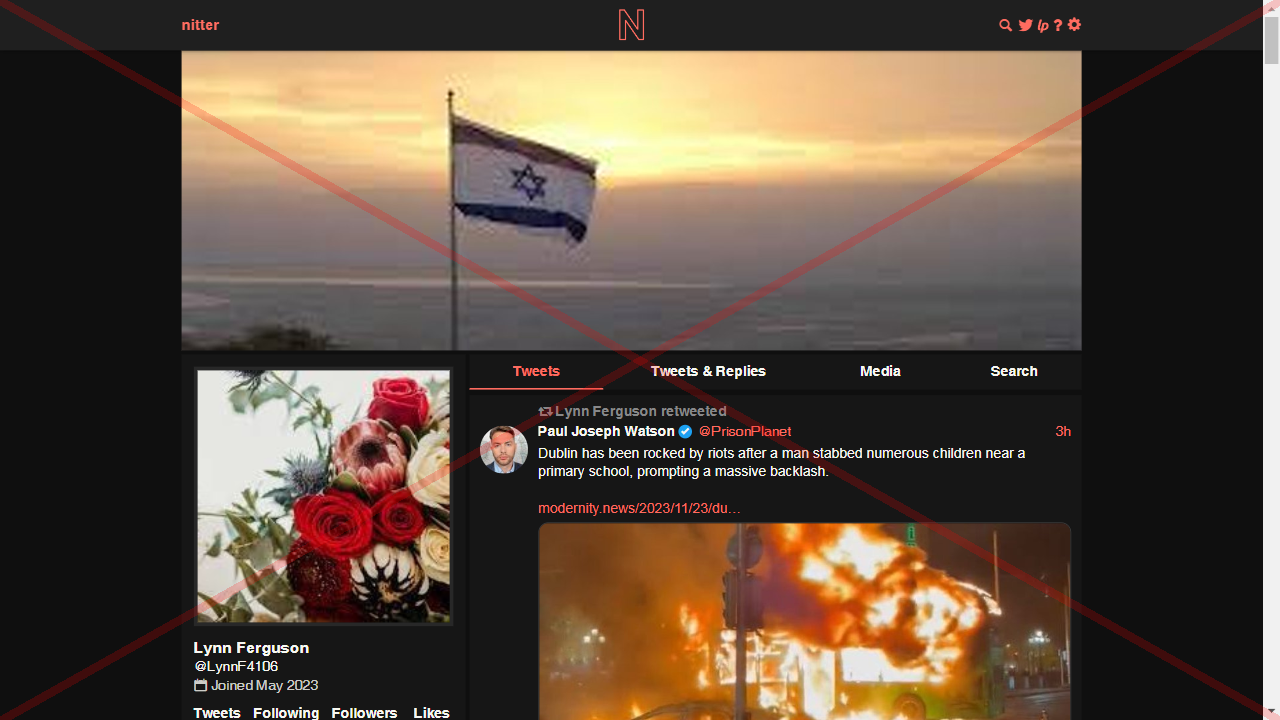 nitter
N
lp ?
Tweets
Tweets & Replies
Media
Search
Lynn Ferguson retweeted
Paul Joseph Watson @PrisonPlanet 3h
Dublin has been rocked by riots after a man stabbed numerous children near a
primary school, prompting a massive backlash.
modernity.news/2023/11/23/du…
Lynn Ferguson
@LynnF4106
Joined May 2023
Tweets Following Followers Likes